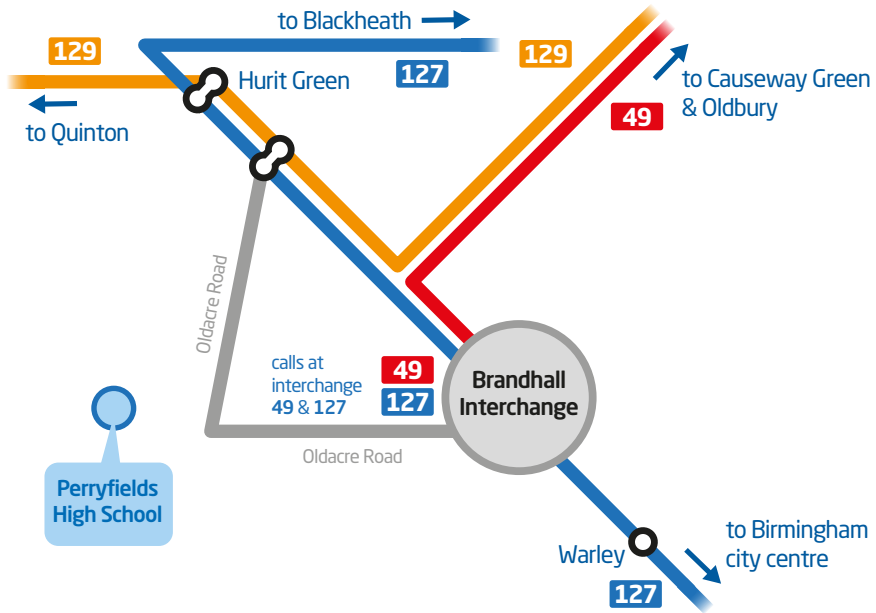 to Blackheath
129
127
129
Hurit Green
to Quinton
to Causeway Green
& Oldbury
49
Oldacre Road
calls at
interchange
49 & 127
49
127
Brandhall
Interchange
Oldacre Road
Perryfields
High School
Warley
to Birmingham
city centre
127